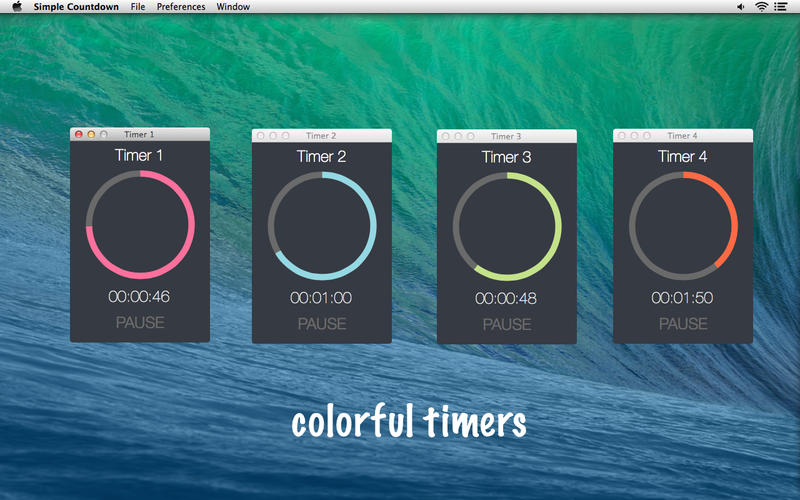 Simple Countdown File Preferences Window
Timer 1
Timer 1
00:00:46
PAUSE
Timer 2
Timer 2
00:01:00
PAUSE
Timer 3
Timer 3
00:00:48
PAUSE
Timer 4
Timer 4
00:01:50
PAUSE
colorful timers